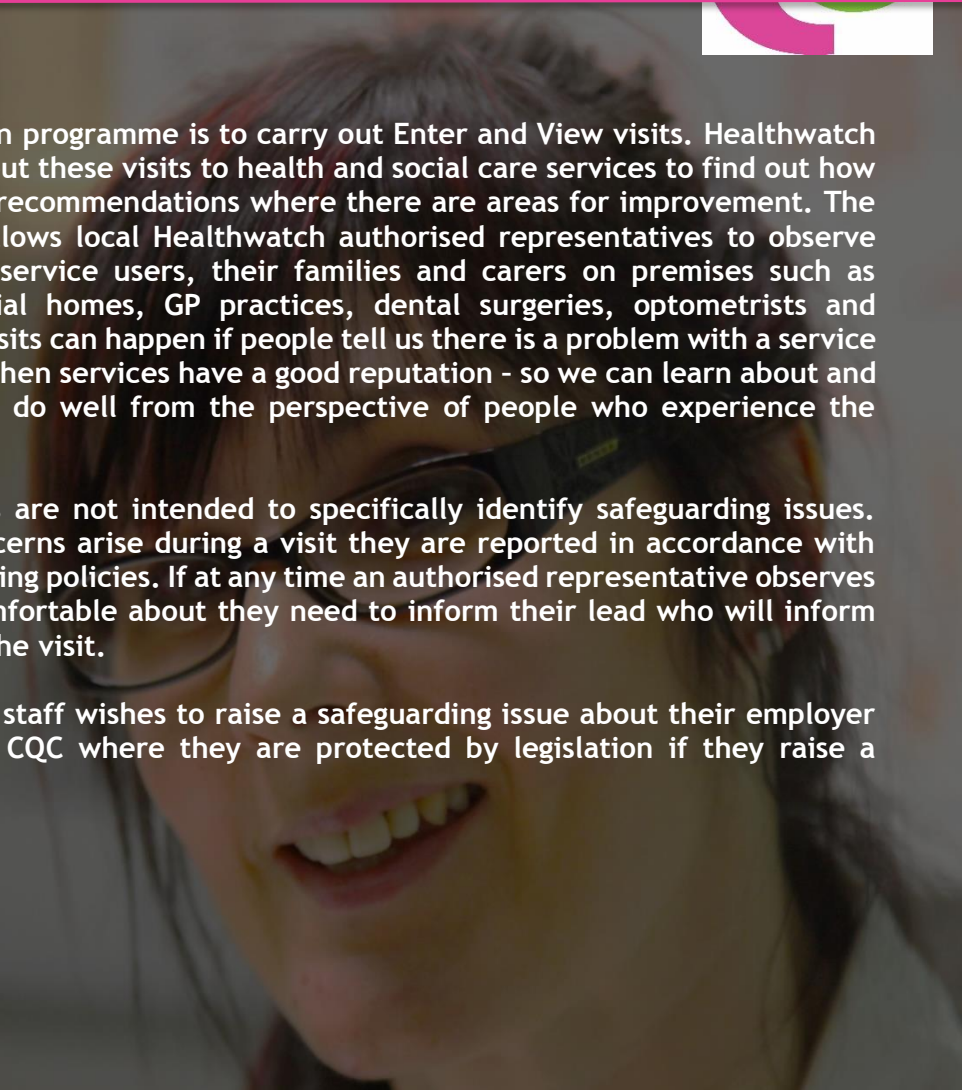 n programme is to carry out Enter and View visits. Healthwatch
ut these visits to health and social care services to find out how
recommendations where there are areas for improvement. The
lows local Healthwatch authorised representatives to observe
service users, their families and carers on premises such as
ial homes, GP practices, dental surgeries, optometrists and
sits can happen if people tell us there is a problem with a service
hen services have a good reputation – so we can learn about and
do well from the perspective of people who experience the
are not intended to specifically identify safeguarding issues.
cerns arise during a visit they are reported in accordance with
ing policies. If at any time an authorised representative observes
mfortable about they need to inform their lead who will inform
he visit.
staff wishes to raise a safeguarding issue about their employer
CQC where they are protected by legislation if they raise a